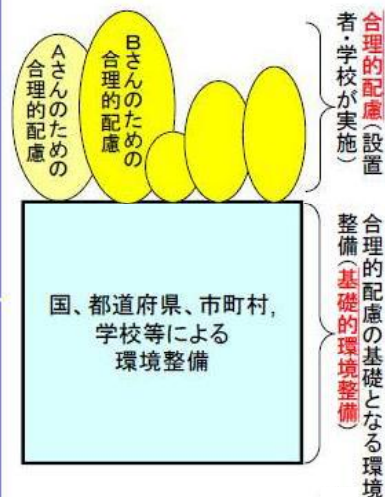 合理的配慮(設置
者・学校が実施)
Aさんのための
合理的配慮
Bさんのための
合理的配慮
合理的配慮の基礎となる環境
整備(基礎的環境整備)
国、都道府県、市町村,
学校等による
環境整備